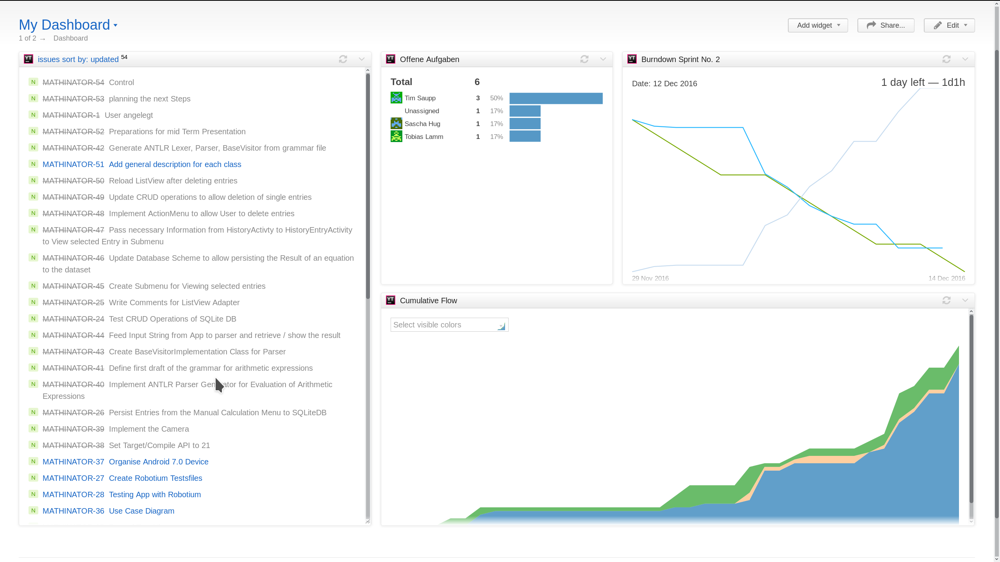 My Dashboard
1 of 2 → Dashboard
Add widget
Share...
Edit
YT issues sort by: updated 54
N MATHINATOR-54 Control
N MATHINATOR-53 planning the next Steps
N MATHINATOR-1 User angelegt
N MATHINATOR-52 Preparations for mid Term Presentation
N MATHINATOR-42 Generate ANTLR Lexer, Parser, BaseVisitor from grammar file
N MATHINATOR-51 Add general description for each class
N MATHINATOR-50 Reload ListView after deleting entries
N MATHINATOR-49 Update CRUD operations to allow deletion of single entries
N MATHINATOR-48 Implement ActionMenu to allow User to delete entries
N MATHINATOR-47 Pass necessary Information from HistoryActivty to HistoryEntryActivity
to View selected Entry in Submenu
N MATHINATOR-46 Update Database Scheme to allow persisting the Result of an equation
to the dataset
N MATHINATOR-45 Create Submenu for Viewing selected entries
N MATHINATOR-25 Write Comments for ListView Adapter
N MATHINATOR-24 Test CRUD Operations of SQLite DB
N MATHINATOR-44 Feed Input String from App to parser and retrieve / show the result
N MATHINATOR-43 Create BaseVisitorImplementation Class for Parser
N MATHINATOR-41 Define first draft of the grammar for arithmetic expressions
N MATHINATOR-40 Implement ANTLR Parser Generator for Evaluation of Arithmetic
Expressions
N MATHINATOR-26 Persist Entries from the Manual Calculation Menu to SQLiteDB
N MATHINATOR-39 Implement the Camera
N MATHINATOR-38 Set Target/Compile API to 21
N MATHINATOR-37 Organise Android 7.0 Device
N MATHINATOR-27 Create Robotium Testsfiles
N MATHINATOR-28 Testing App with Robotium
N MATHINATOR-36 Use Case Diagram
YT Offene Aufgaben
Total 6
Tim Saupp 3 50%
Unassigned 1 17%
Sascha Hug 1 17%
Tobias Lamm 1 17%
YT Burndown Sprint No. 2
Date: 12 Dec 2016
1 day left — 1d1h
29 Nov 2016
14 Dec 2016
YT Cumulative Flow
Select visible colors